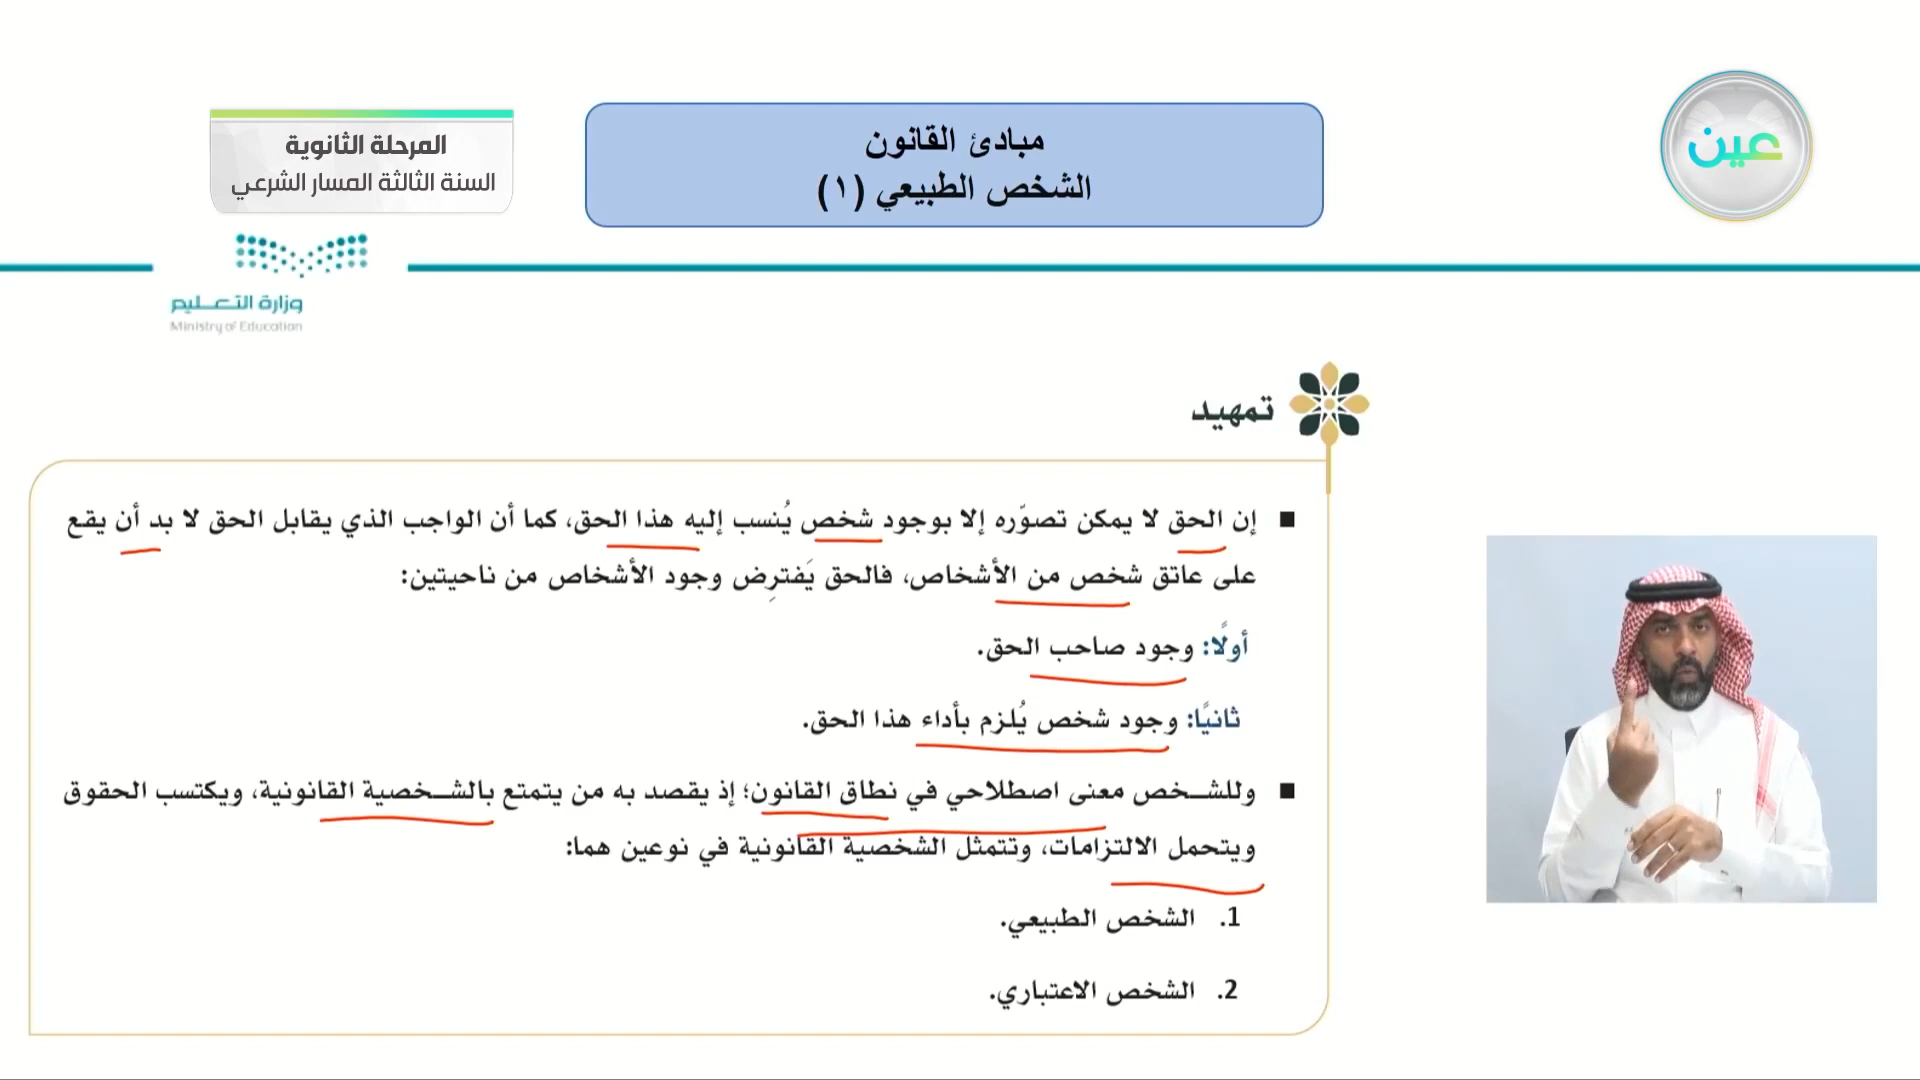 عين
مبادئ القانون
الشخص الطبيعي (١)
المرحلة الثانوية
السنة الثالثة المسار الشرعي
وزارة التعليم
Ministry of Education
تمهيد
■ إن الحق لا يمكن تصوّره إلا بوجود شخص يُنسب إليه هذا الحق، كما أن الواجب الذي يقابل الحق لا بد أن يقع
على عاتق شخص من الأشخاص، فالحق يَفترِض وجود الأشخاص من ناحيتين:
أولًا: وجود صاحب الحق.
ثانيًا: وجود شخص يُلزم بأداء هذا الحق.
■ وللشخص معنى اصطلاحي في نطاق القانون؛ إذ يقصد به من يتمتع بالشخصية القانونية، ويكتسب الحقوق
ويتحمل الالتزامات، وتتمثل الشخصية القانونية في نوعين هما:
1. الشخص الطبيعي.
2. الشخص الاعتباري.